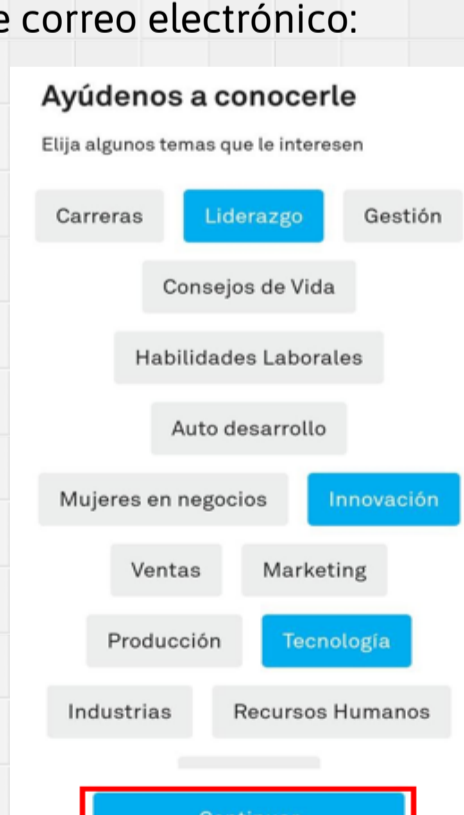 correo electrónico:
Ayúdenos a conocerle
Elija algunos temas que le interesen
Carreras Liderazgo Gestión
Consejos de Vida
Habilidades Laborales
Auto desarrollo
Mujeres en negocios Innovación
Ventas Marketing
Producción Tecnología
Industrias Recursos Humanos